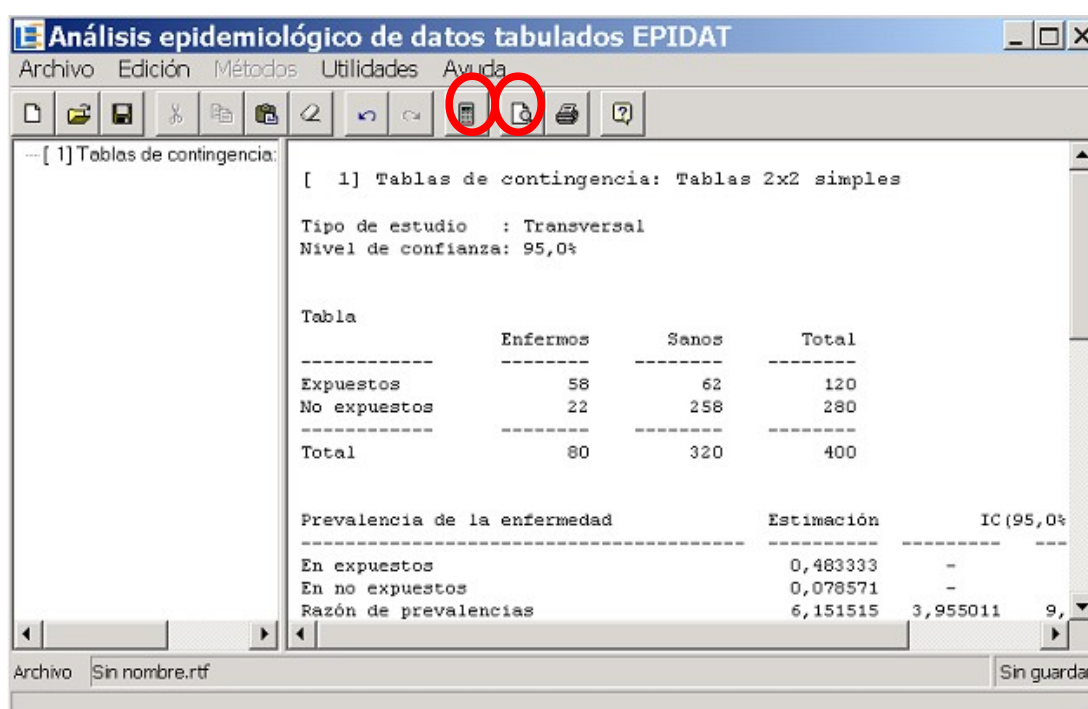 Análisis epidemiológico de datos tabulados EPIDAT
Archivo Edición Métodos Utilidades Ayuda
[ 1] Tablas de contingencia:
[ 1] Tablas de contingencia: Tablas 2x2 simples
Tipo de estudio : Transversal
Nivel de confianza: 95,0%
Tabla
Enfermos Sanos Total
------------ -------- -------- --------
Expuestos 58 62 120
No expuestos 22 258 280
------------ -------- -------- --------
Total 80 320 400
Prevalencia de la enfermedad Estimación IC(95,0%
---------------------------------------- ---------- --------- ---
En expuestos 0,483333 -
En no expuestos 0,078571 -
Razón de prevalencias 6,151515 3,955011 9,
Archivo Sin nombre.rtf Sin guarda